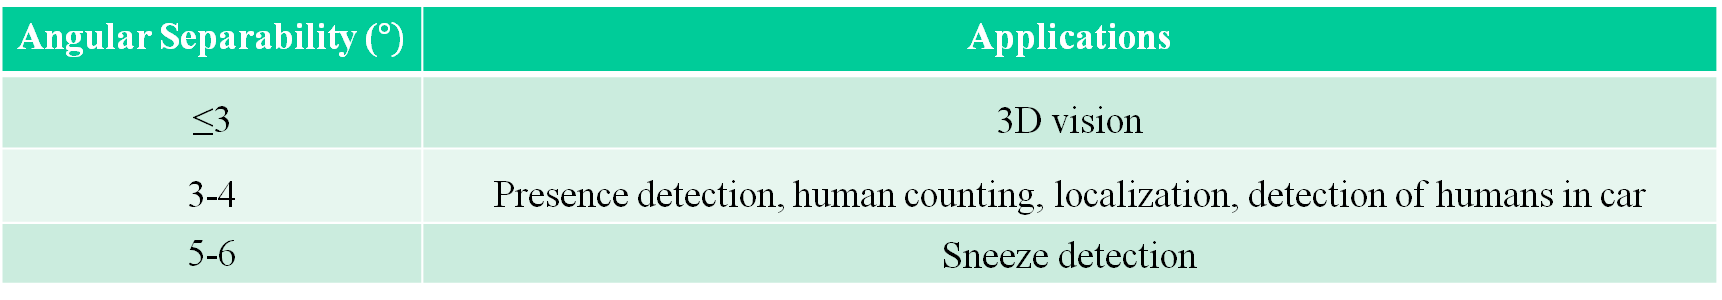 Angular Separability (°) Applications
≤3 3D vision
3-4 Presence detection, human counting, localization, detection of humans in car
5-6 Sneeze detection